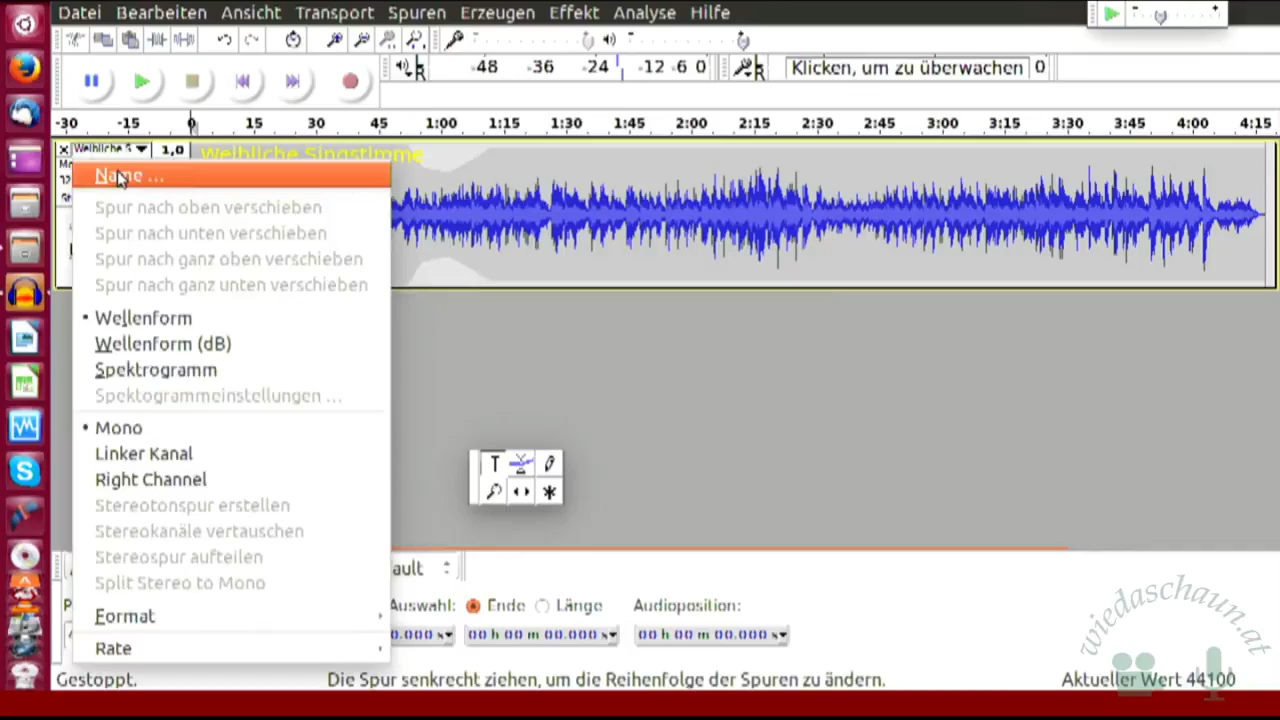 Datei Bearbeiten Ansicht Transport Spuren Erzeugen Effekt Analyse Hilfe
-48 -36 -24 -12 -6 0 Klicken, um zu überwachen 0
-30 -15 0 15 30 45 1:00 1:15 1:30 1:45 2:00 2:15 2:30 2:45 3:00 3:15 3:30 3:45 4:00 4:15
Weibliche S 1,0
Weibliche Singstimme
Name ...
Spur nach oben verschieben
Spur nach unten verschieben
Spur nach ganz oben verschieben
Spur nach ganz unten verschieben
Wellenform
Wellenform (dB)
Spektrogramm
Spektogrammeinstellungen ...
Mono
Linker Kanal
Right Channel
Stereotonspur erstellen
Stereokanäle vertauschen
Stereospur aufteilen
Split Stereo to Mono
Format
Rate
Auswahl: Ende Länge Audioposition:
00 h 00 m 00.000 s 00 h 00 m 00.000 s
Gestoppt. Die Spur senkrecht ziehen, um die Reihenfolge der Spuren zu ändern. Aktueller Wert 44100
wiedaschaun.at